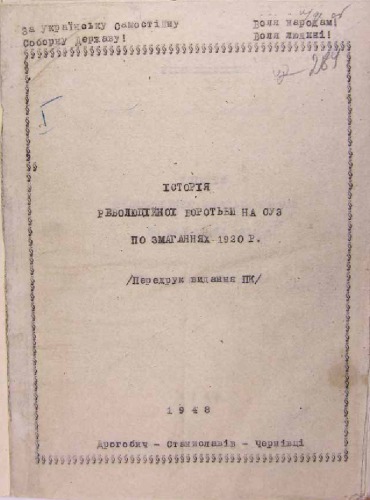 За українську Самостійну
Соборну Державу!
Воля народам!
Воля людині!
289
I
ІСТОРІЯ
РЕВОЛЮЦІЙНОЇ БОРОТЬБИ НА СУЗ
ПО ЗМАГАННЯХ 1920 Р.
/Передрук видання ПК/
1948
Дрогобич - Станиславів - Чернівці